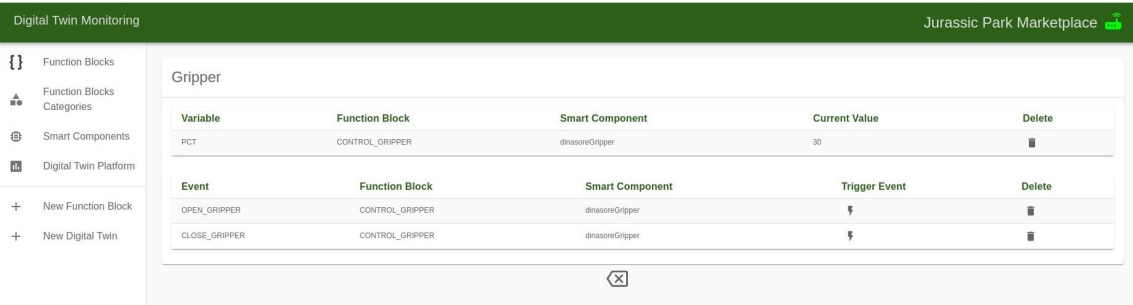 Digital Twin Monitoring
Jurassic Park Marketplace
Function Blocks
Function Blocks
Categories
Smart Components
Digital Twin Platform
New Function Block
New Digital Twin
Gripper
Variable Function Block Smart Component Current Value Delete
PCT CONTROL_GRIPPER dinasoreGripper 30
Event Function Block Smart Component Trigger Event Delete
OPEN_GRIPPER CONTROL_GRIPPER dinasoreGripper
CLOSE_GRIPPER CONTROL_GRIPPER dinasoreGripper